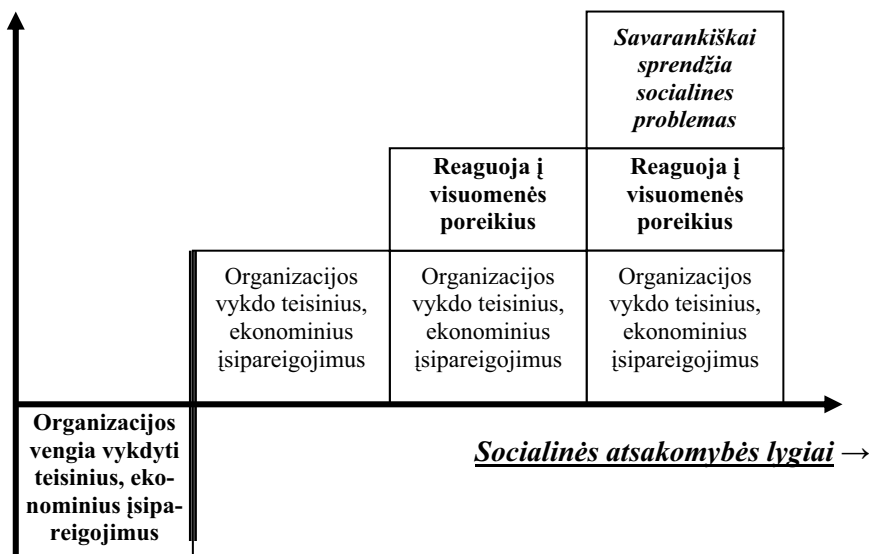 Savarankiškai
sprendžia
socialines
problemas
Reaguoja į
visuomenės
poreikius
Reaguoja į
visuomenės
poreikius
Organizacijos
vykdo teisinius,
ekonominius
įsipareigojimus
Organizacijos
vykdo teisinius,
ekonominius
įsipareigojimus
Organizacijos
vykdo teisinius,
ekonominius
įsipareigojimus
Organizacijos
vengia vykdyti
teisinius, eko-
nominius įsipa-
reigojimus
Socialinės atsakomybės lygiai →